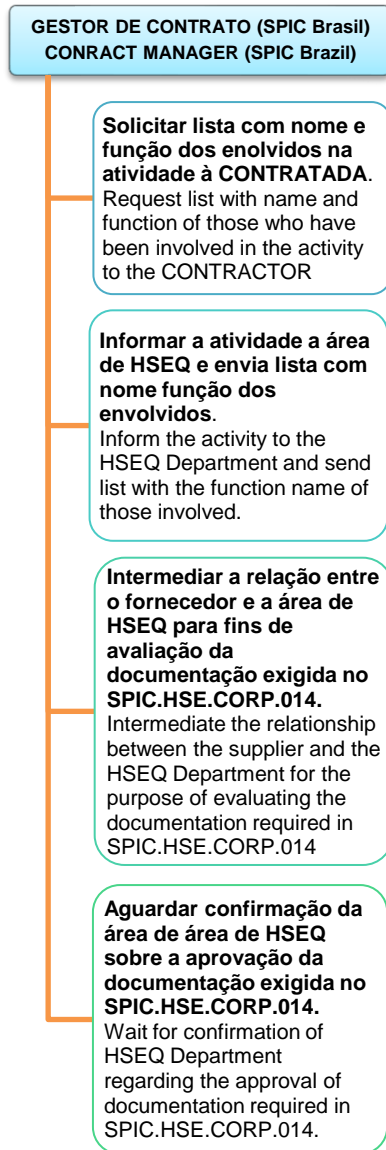 GESTOR DE CONTRATO (SPIC Brasil)
CONRACT MANAGER (SPIC Brazil)
Solicitar lista com nome e
função dos enolvidos na
atividade à CONTRATADA.
Request list with name and
function of those who have
been involved in the activity
to the CONTRACTOR
Informar a atividade a área
de HSEQ e envia lista com
nome função dos
envolvidos.
Inform the activity to the
HSEQ Department and send
list with the function name of
those involved.
Intermediar a relação entre
o fornecedor e a área de
HSEQ para fins de
avaliação da
documentação exigida no
SPIC.HSE.CORP.014.
Intermediate the relationship
between the supplier and the
HSEQ Department for the
purpose of evaluating the
documentation required in
SPIC.HSE.CORP.014
Aguardar confirmação da
área de área de HSEQ
sobre a aprovação da
documentação exigida no
SPIC.HSE.CORP.014.
Wait for confirmation of
HSEQ Department
regarding the approval of
documentation required in
SPIC.HSE.CORP.014.